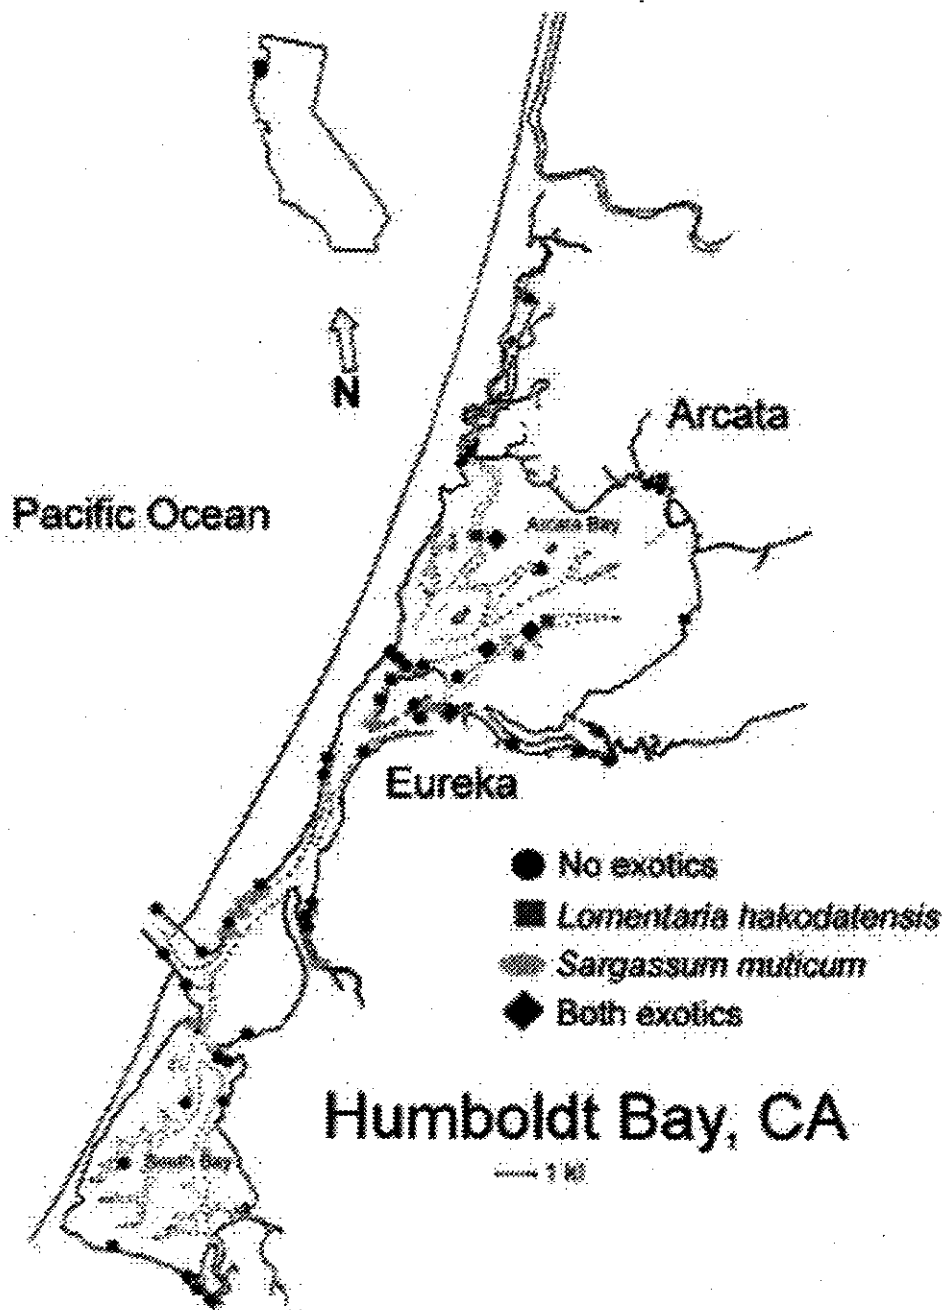 N
Arcata
Pacific Ocean
Arcata Bay
Eureka
No exotics
Lomentaria hakodatensis
Sargassum muticum
Both exotics
Humboldt Bay, CA
South Bay